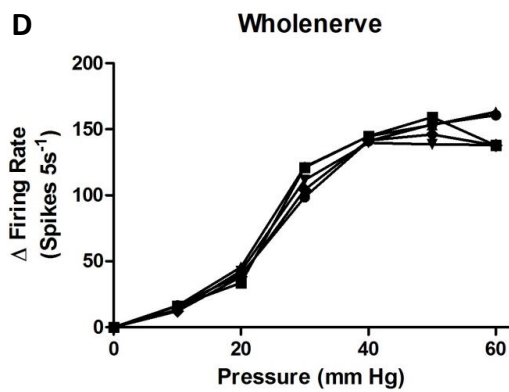 D
Wholenerve
200
150
100
50
0
Δ Firing Rate
(Spikes 5s⁻¹)
0 20 40 60
Pressure (mm Hg)